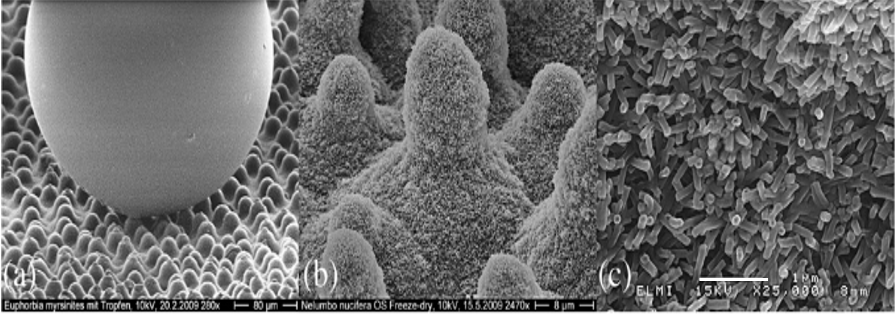 (a)
Euphorbia myrsinites mit Tropfen, 10kV, 20.2.2009 280x 80 µm
(b)
Nelumbo nucifera OS Freeze-dry, 10kV, 15.5.2009 2470x 8 µm
(c)
1µm
ELMI 15KV X25,000 8mm